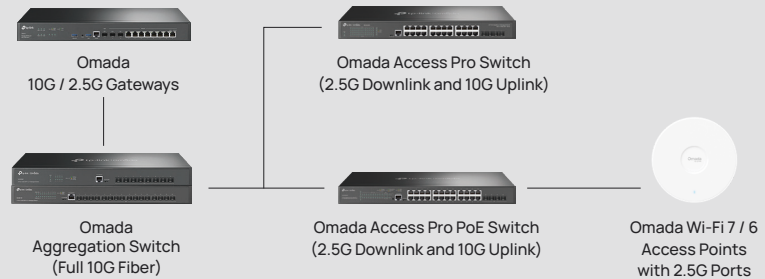 Omada
10G / 2.5G Gateways
Omada Access Pro Switch
(2.5G Downlink and 10G Uplink)
Omada
Aggregation Switch
(Full 10G Fiber)
Omada Access Pro PoE Switch
(2.5G Downlink and 10G Uplink)
Omada Wi-Fi 7 / 6
Access Points
with 2.5G Ports